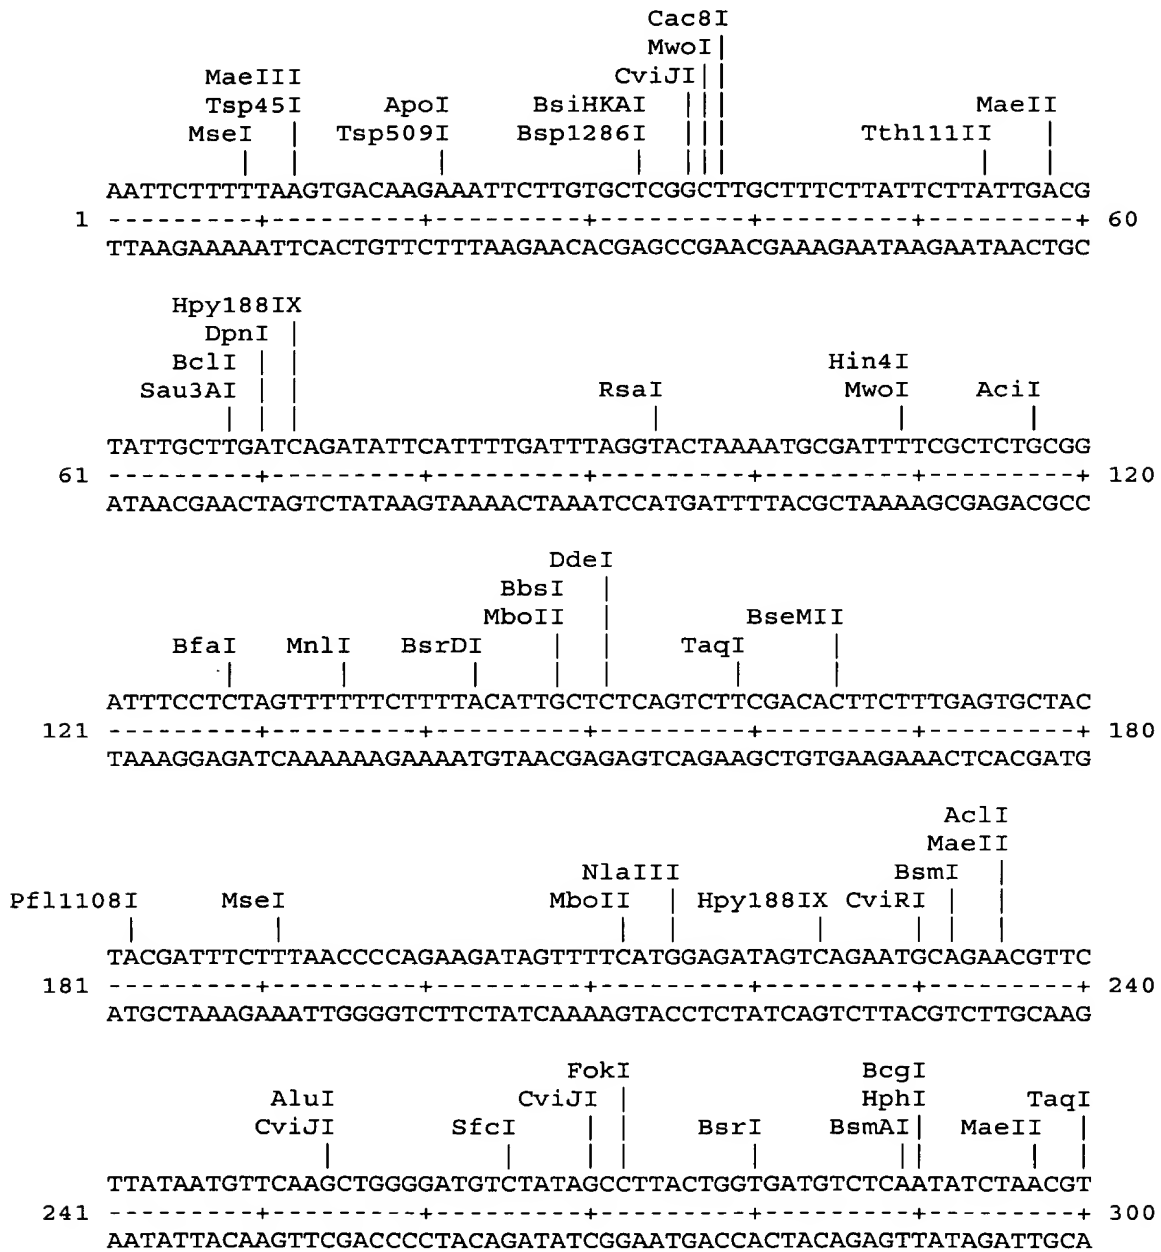 Cac8I
MwoI
MaeIII CviJI
Tsp45I ApoI BsiHKAI MaeII
MseI Tsp509I Bsp1286I Tth111II
AATTCTTTTTAAGTGACAAGAAATTCTTGTGCTCGGCTTGCTTTCTTATTCTTATTGACG
1 ---------+---------+---------+---------+---------+---------+ 60
TTAAGAAAAATTCACTGTTCTTTAAGAACACGAGCCGAACGAAAGAATAAGAATAACTGC
Hpy188IX
DpnI
BclI Hin4I
Sau3AI RsaI MwoI AciI
TATTGCTTGATCAGATATTCATTTTGATTTAGGTACTAAAATGCGATTTTCGCTCTGCGG
61 ---------+---------+---------+---------+---------+---------+ 120
ATAACGAACTAGTCTATAAGTAAAACTAAATCCATGATTTTACGCTAAAAGCGAGACGCC
DdeI
BbsI
MboII BseMII
BfaI MnlI BsrDI TaqI
ATTTCCTCTAGTTTTTTCTTTTACATTGCTCTCAGTCTTCGACACTTCTTTGAGTGCTAC
121 ---------+---------+---------+---------+---------+---------+ 180
TAAAGGAGATCAAAAAAGAAAATGTAACGAGAGTCAGAAGCTGTGAAGAAACTCACGATG
AclI
MaeII
NlaIII BsmI
Pfl1108I MseI MboII Hpy188IX CviRI
TACGATTTCTTTAACCCCAGAAGATAGTTTTCATGGAGATAGTCAGAATGCAGAACGTTC
181 ---------+---------+---------+---------+---------+---------+ 240
ATGCTAAAGAAATTGGGGTCTTCTATCAAAAGTACCTCTATCAGTCTTACGTCTTGCAAG
FokI BcgI
AluI CviJI HphI TaqI
CviJI SfcI BsrI BsmAI MaeII
TTATAATGTTCAAGCTGGGGATGTCTATAGCCTTACTGGTGATGTCTCAATATCTAACGT
241 ---------+---------+---------+---------+---------+---------+ 300
AATATTACAAGTTCGACCCCTACAGATATCGGAATGACCACTACAGAGTTATAGATTGCA